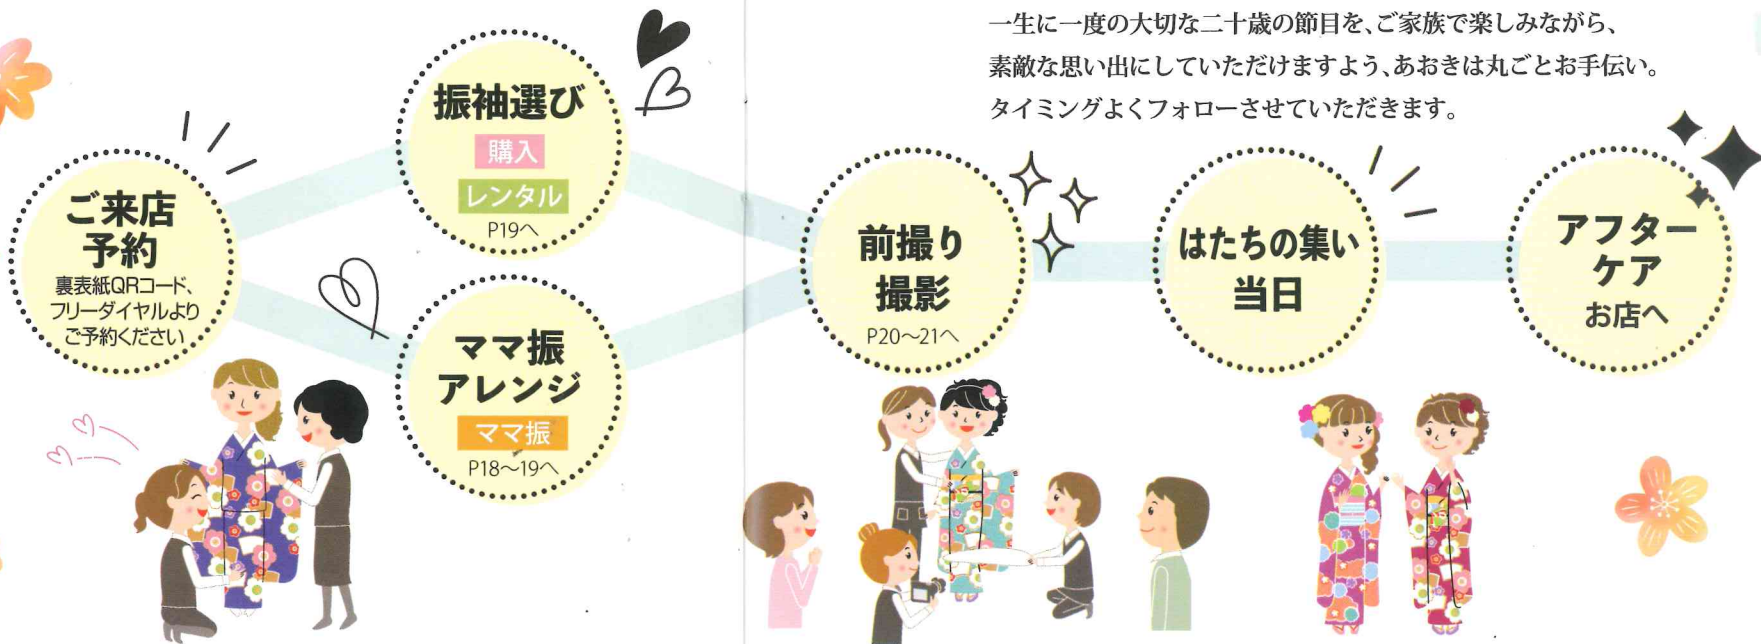 一生に一度の大切な二十歳の節目を、ご家族で楽しみながら、
素敵な思い出にしていただけますよう、あおきは丸ごとお手伝い。
タイミングよくフォローさせていただきます。
ご来店
予約
裏表紙QRコード、
フリーダイヤルより
ご予約ください
振袖選び
購入
レンタル
P19へ
ママ振
アレンジ
ママ振
P18〜19へ
前撮り
撮影
P20〜21へ
はたちの集い
当日
アフター
ケア
お店へ